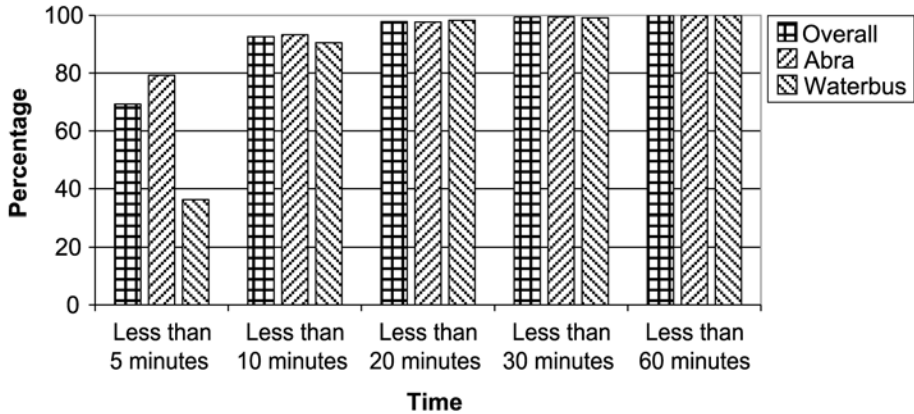 100
80
60
40
20
0
Percentage
Less than
5 minutes
Less than
10 minutes
Less than
20 minutes
Less than
30 minutes
Less than
60 minutes
Time
Overall
Abra
Waterbus